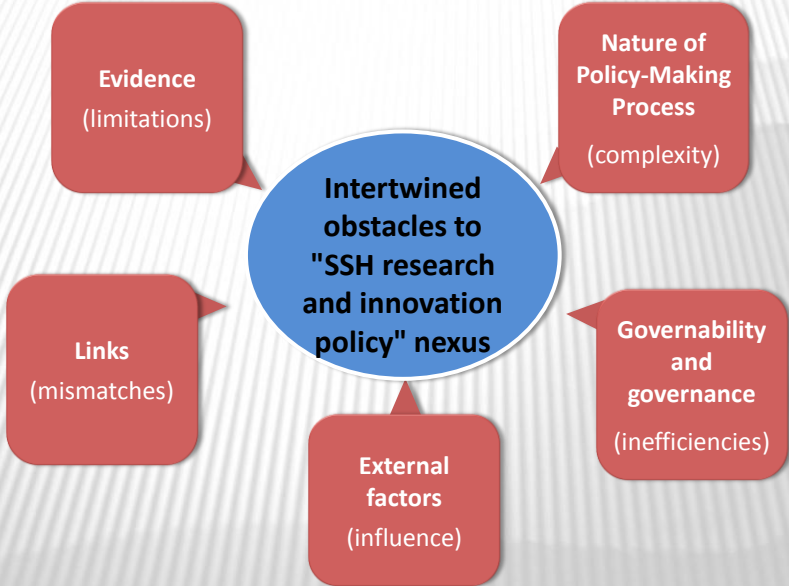 Evidence
(limitations)
Nature of
Policy-Making
Process
(complexity)
Intertwined
obstacles to
"SSH research
and innovation
policy" nexus
Links
(mismatches)
Governability
and
governance
(inefficiencies)
External
factors
(influence)